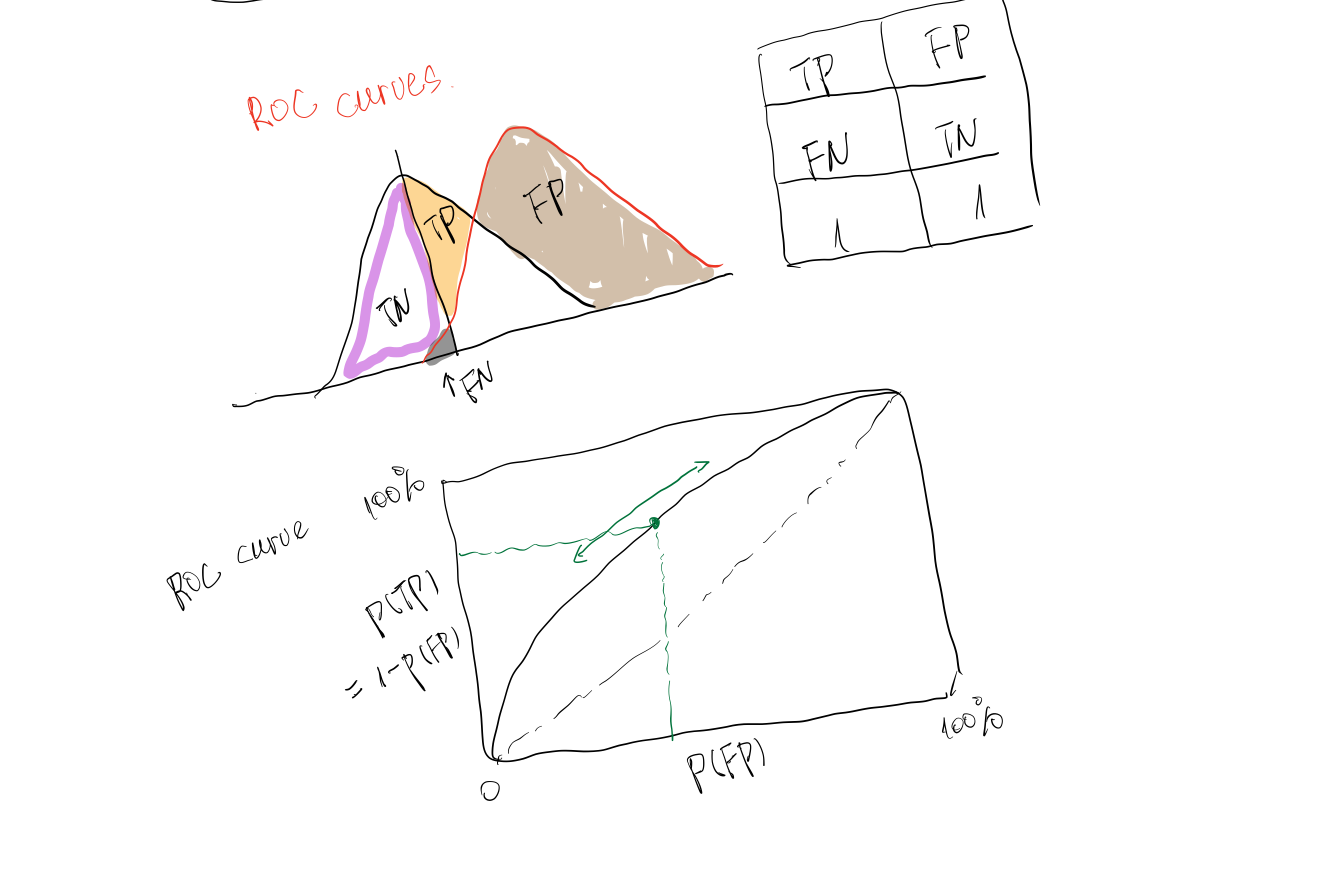 ROC curves.
TP FP
FN TN
1 1
TP
FP
TN
↑ FN
100%
ROC curve
P(TP)
= 1-P(FP)
0
P(FP)
100%